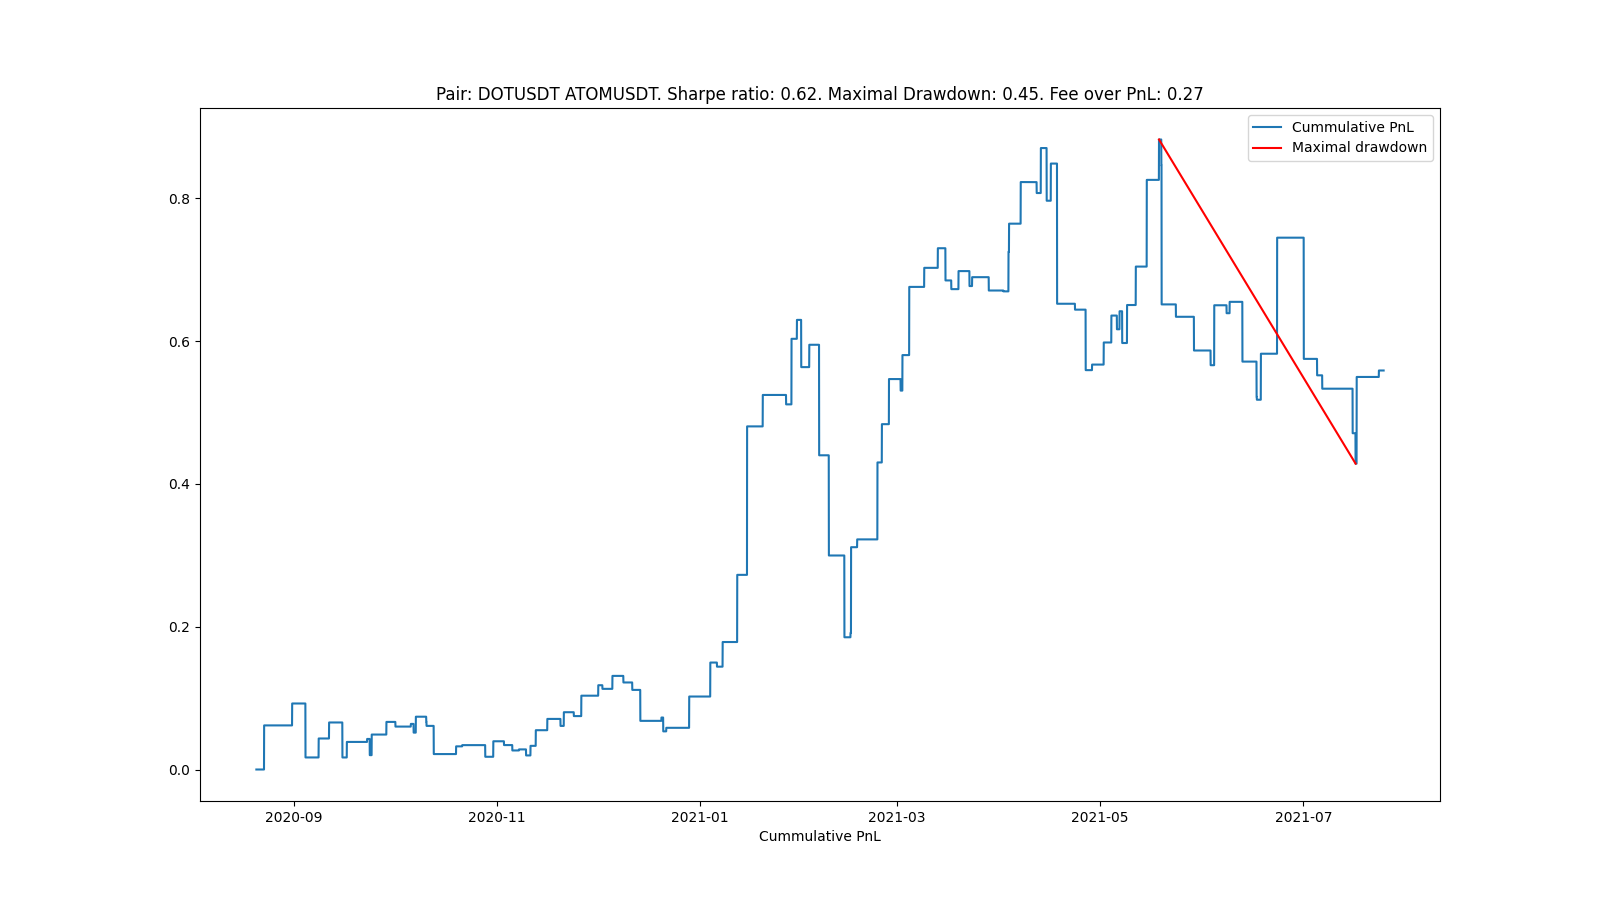 Pair: DOTUSDT ATOMUSDT. Sharpe ratio: 0.62. Maximal Drawdown: 0.45. Fee over PnL: 0.27
Cummulative PnL
Maximal drawdown
0.8
0.6
0.4
0.2
0.0
2020-09 2020-11 2021-01 2021-03 2021-05 2021-07
Cummulative PnL